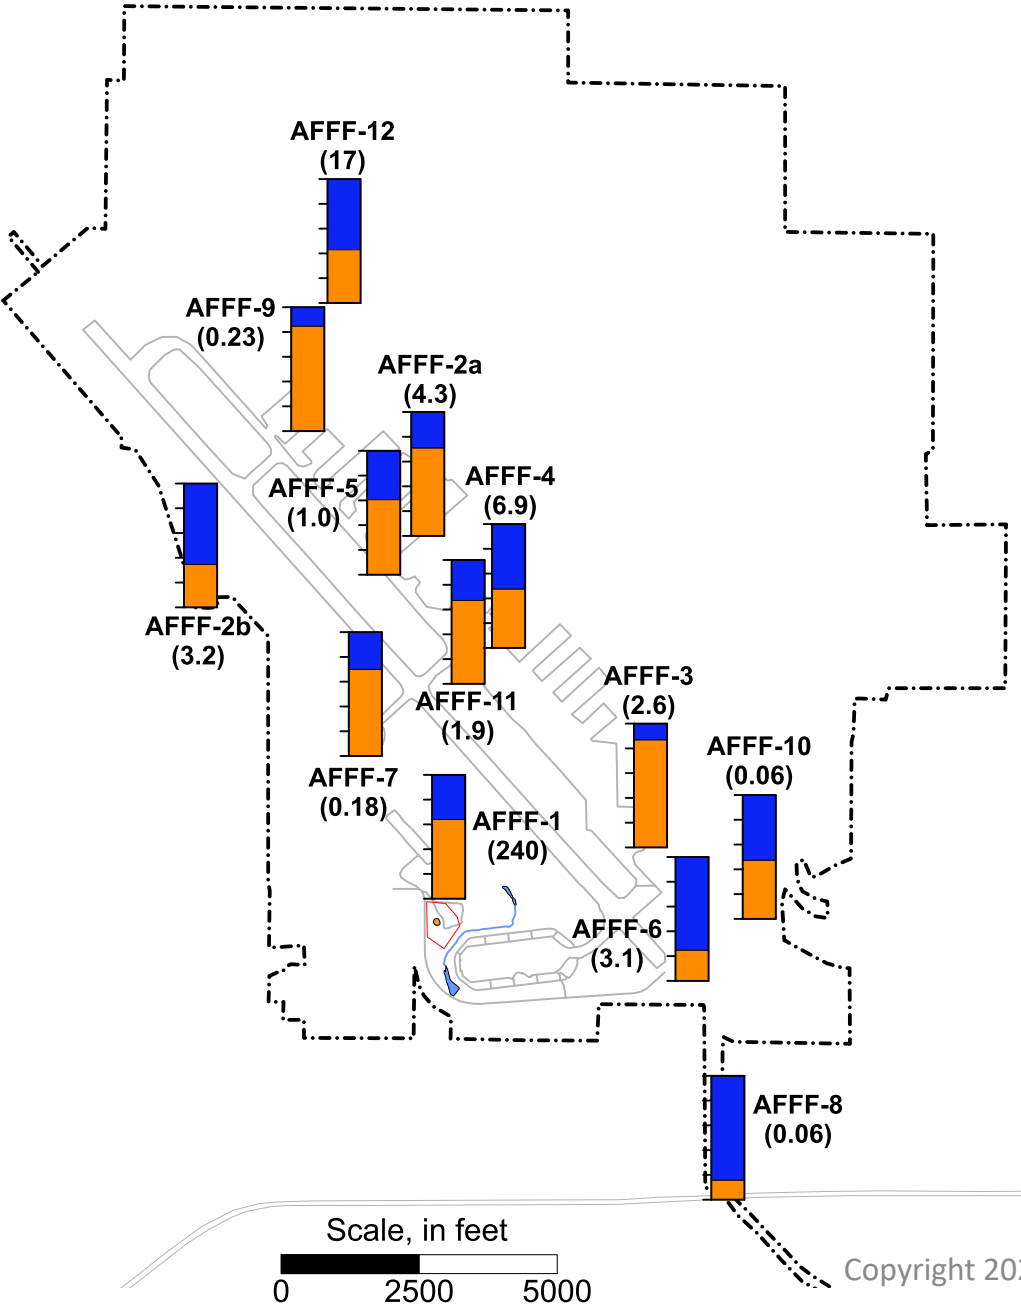 AFFF-12
(17)
AFFF-9
(0.23)
AFFF-2a
(4.3)
AFFF-4
(6.9)
AFFF-5
(1.0)
AFFF-2b
(3.2)
AFFF-3
(2.6)
AFFF-11
(1.9)
AFFF-10
(0.06)
AFFF-7
(0.18)
AFFF-1
(240)
AFFF-6
(3.1)
AFFF-8
(0.06)
Scale, in feet
0 2500 5000
Copyright